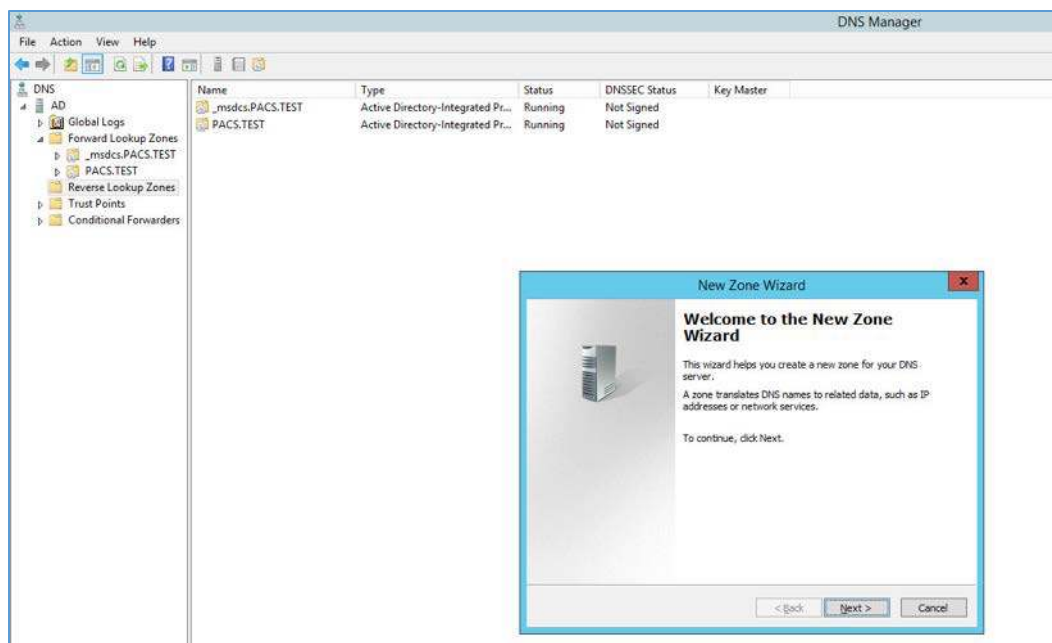 DNS Manager
File Action View Help
DNS
AD
Global Logs
Forward Lookup Zones
_msdcs.PACS.TEST
PACS.TEST
Reverse Lookup Zones
Trust Points
Conditional Forwarders
Name Type Status DNSSEC Status Key Master
_msdcs.PACS.TEST Active Directory-Integrated Pr... Running Not Signed
PACS.TEST Active Directory-Integrated Pr... Running Not Signed
New Zone Wizard
x
Welcome to the New Zone
Wizard
This wizard helps you create a new zone for your DNS
server.
A zone translates DNS names to related data, such as IP
addresses or network services.
To continue, click Next.
< Back Next > Cancel